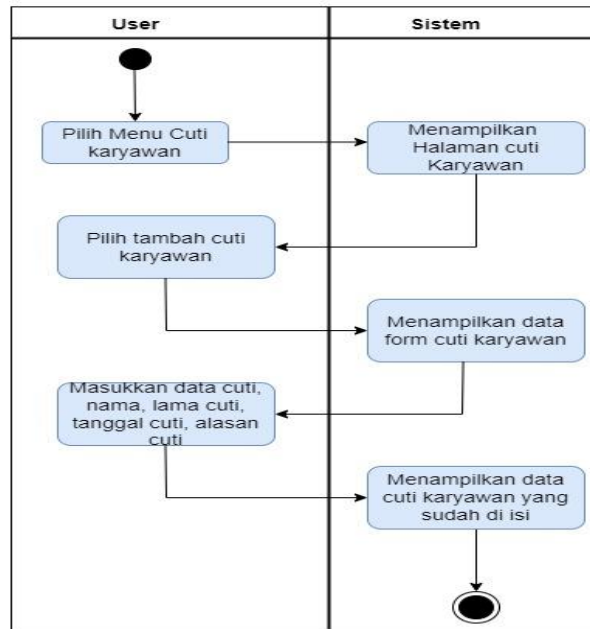 User
Sistem
Pilih Menu Cuti
karyawan
Menampilkan
Halaman cuti
Karyawan
Pilih tambah cuti
karyawan
Menampilkan data
form cuti karyawan
Masukkan data cuti,
nama, lama cuti,
tanggal cuti, alasan
cuti
Menampilkan data
cuti karyawan yang
sudah di isi